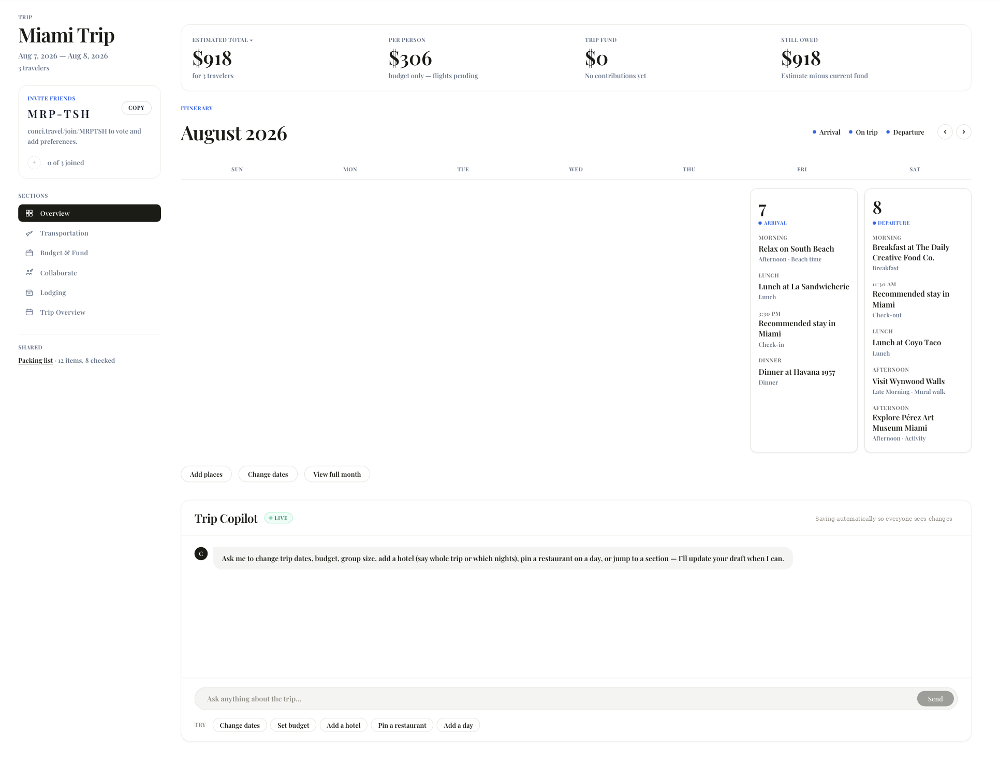 TRIP
Miami Trip
Aug 7, 2026 — Aug 8, 2026
3 travelers
INVITE FRIENDS
MRP-TSH
COPY
conci.travel/join/MRPTSH to vote and
add preferences.
+
0 of 3 joined
SECTIONS
Overview
Transportation
Budget & Fund
Collaborate
Lodging
Trip Overview
SHARED
Packing list · 12 items, 8 checked
ESTIMATED TOTAL
$918
for 3 travelers
PER PERSON
$306
budget only — flights pending
TRIP FUND
$0
No contributions yet
STILL OWED
$918
Estimate minus current fund
ITINERARY
August 2026
Arrival
On trip
Departure
SUN MON TUE WED THU FRI SAT
7
ARRIVAL
MORNING
Relax on South Beach
Afternoon · Beach time
LUNCH
Lunch at La Sandwicherie
Lunch
3:30 PM
Recommended stay in
Miami
Check-in
DINNER
Dinner at Havana 1957
Dinner
8
DEPARTURE
MORNING
Breakfast at The Daily
Creative Food Co.
Breakfast
11:30 AM
Recommended stay in
Miami
Check-out
LUNCH
Lunch at Coyo Taco
Lunch
AFTERNOON
Visit Wynwood Walls
Late Morning · Mural walk
AFTERNOON
Explore Pérez Art
Museum Miami
Afternoon · Activity
Add places
Change dates
View full month
Trip Copilot
LIVE
Saving automatically so everyone sees changes
C
Ask me to change trip dates, budget, group size, add a hotel (say whole trip or which nights), pin a restaurant on a day, or jump to a section — I'll update your draft when I can.
Ask anything about the trip...
Send
TRY
Change dates
Set budget
Add a hotel
Pin a restaurant
Add a day